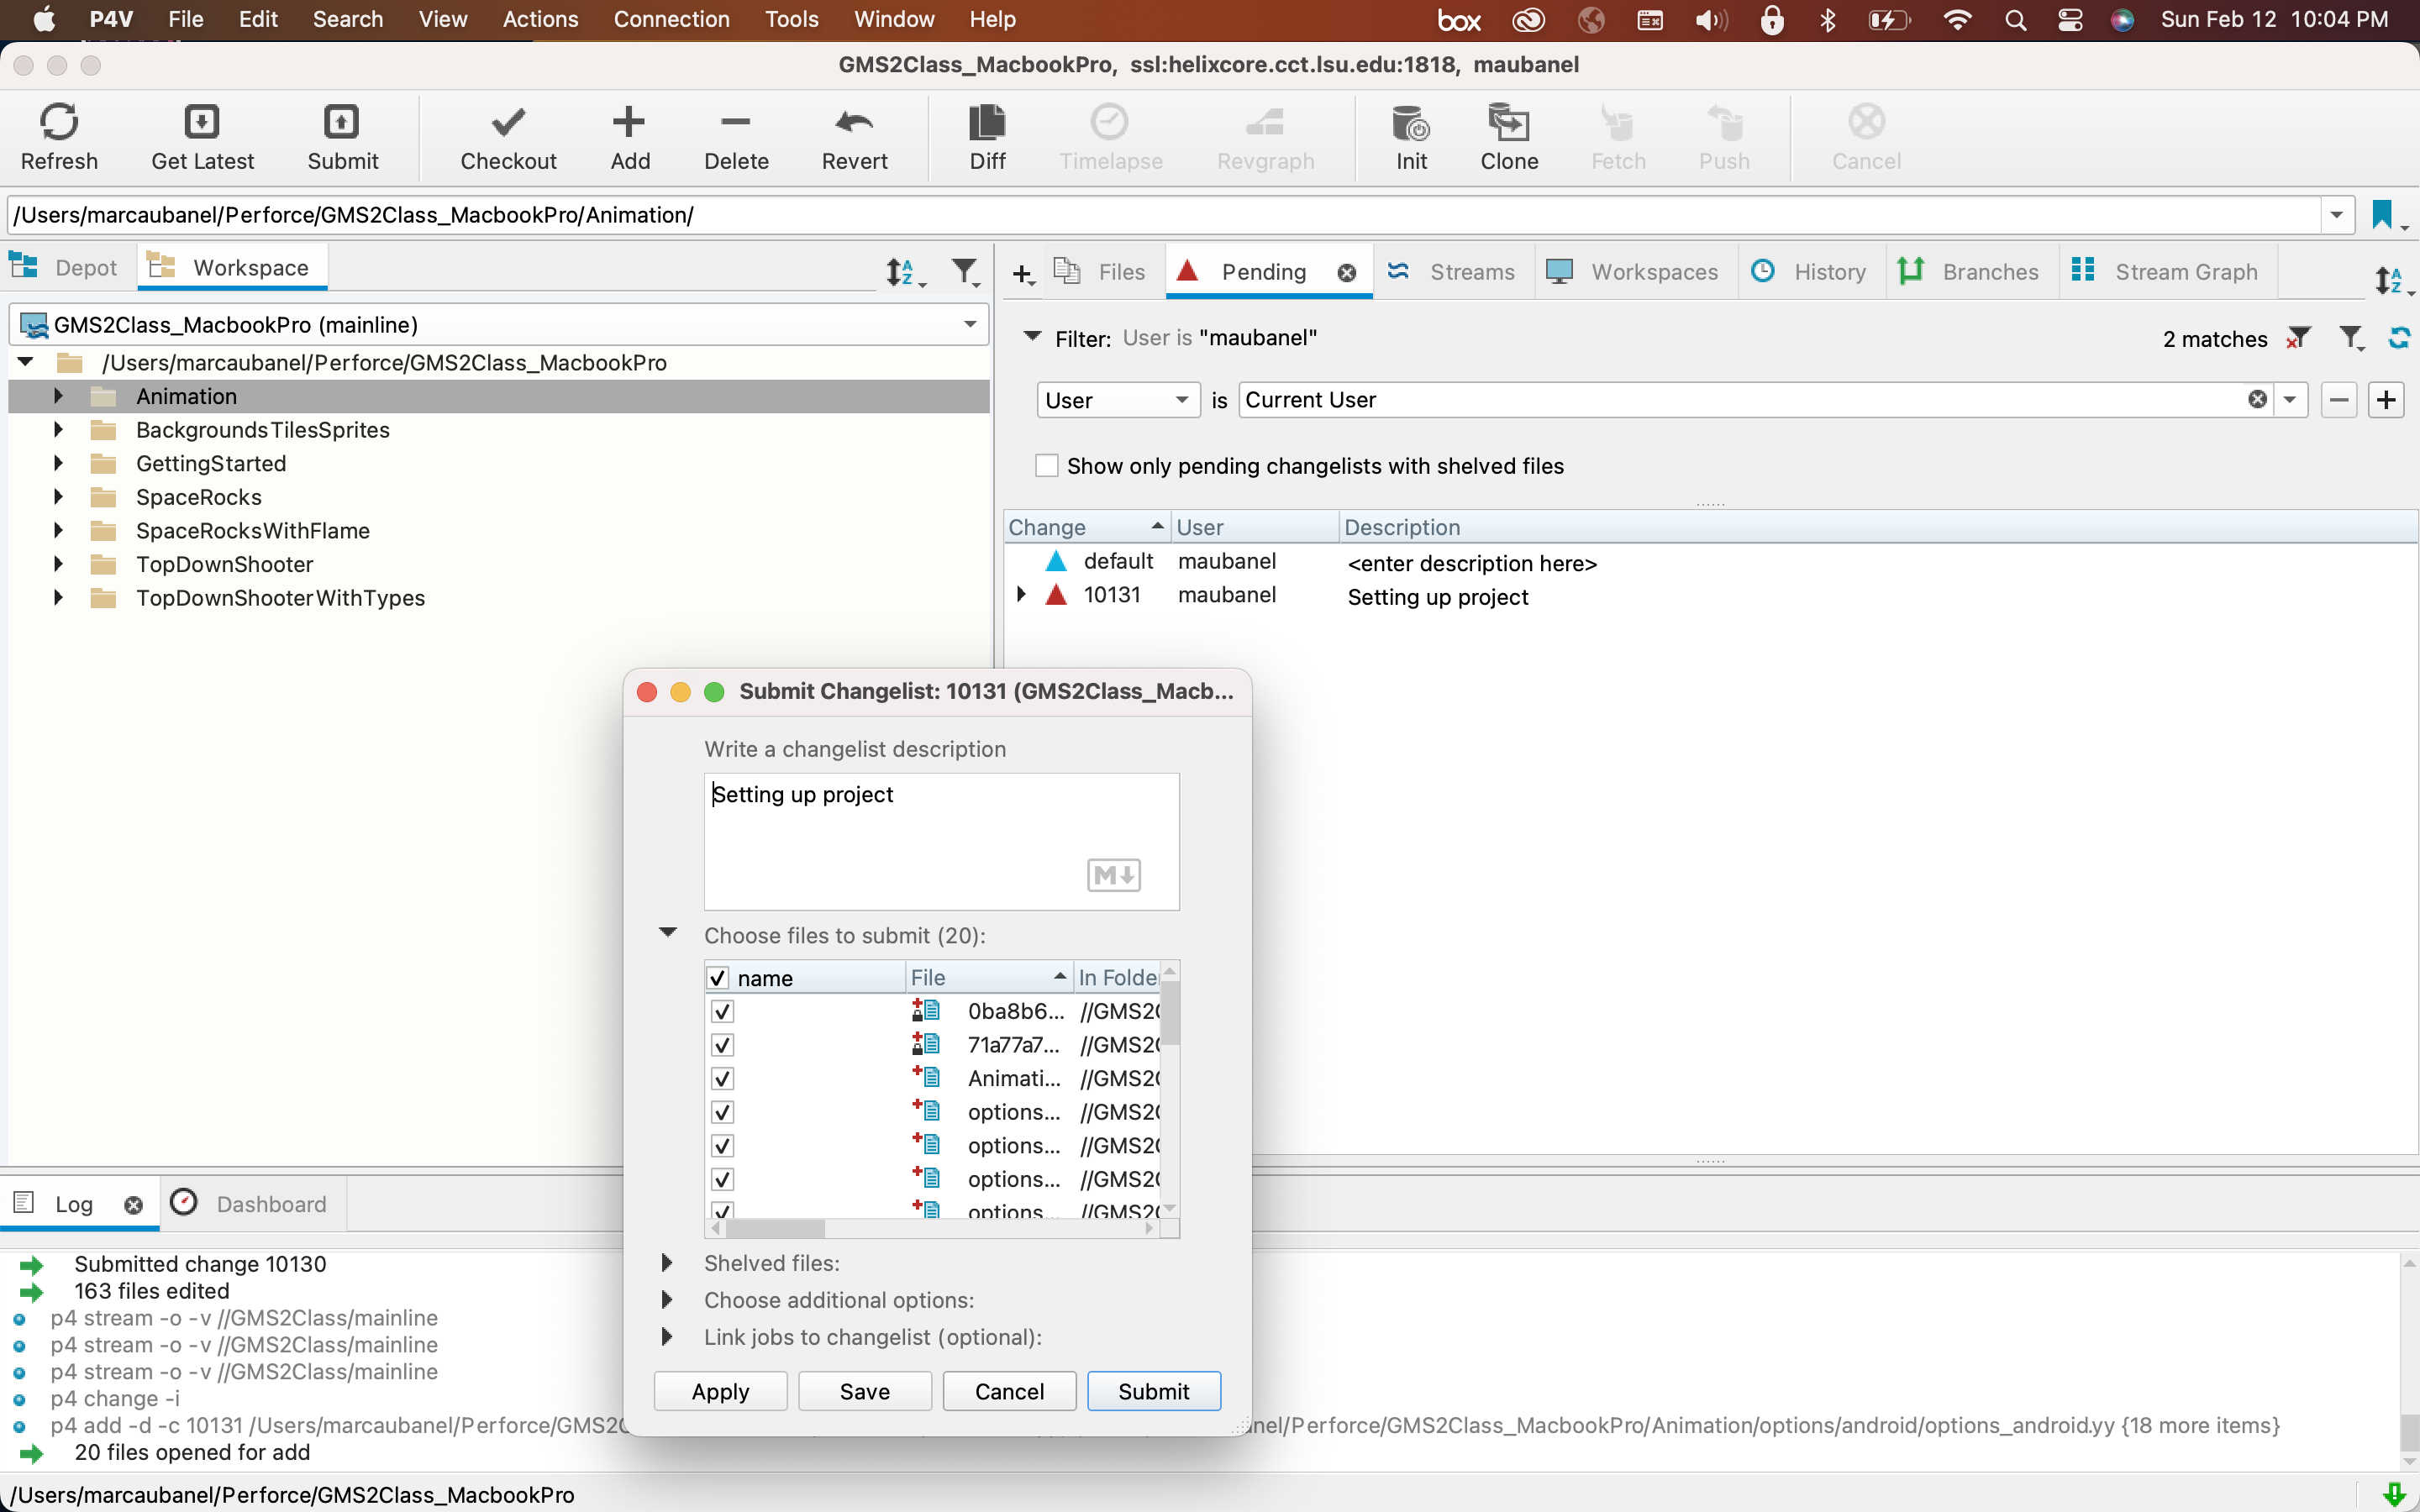 P4V File Edit Search View Actions Connection Tools Window Help box Sun Feb 12 10:04 PM
GMS2Class_MacbookPro, ssl:helixcore.cct.lsu.edu:1818, maubanel
Refresh Get Latest Submit Checkout Add Delete Revert Diff Timelapse Revgraph Init Clone Fetch Push Cancel
/Users/marcaubanel/Perforce/GMS2Class_MacbookPro/Animation/
Depot Workspace
GMS2Class_MacbookPro (mainline)
/Users/marcaubanel/Perforce/GMS2Class_MacbookPro
Animation
BackgroundsTilesSprites
GettingStarted
SpaceRocks
SpaceRocksWithFlame
TopDownShooter
TopDownShooterWithTypes
Files Pending Streams Workspaces History Branches Stream Graph
Filter: User is "maubanel" 2 matches
User is Current User
Show only pending changelists with shelved files
Change User Description
default maubanel <enter description here>
10131 maubanel Setting up project
Submit Changelist: 10131 (GMS2Class_Macb...
Write a changelist description
Setting up project
M
Choose files to submit (20):
name File In Folde
0ba8b6... //GMS2
71a77a7... //GMS2
Animati... //GMS2
options... //GMS2
options... //GMS2
options... //GMS2
options... //GMS2
Shelved files:
Choose additional options:
Link jobs to changelist (optional):
Apply Save Cancel Submit
Log Dashboard
Submitted change 10130
163 files edited
p4 stream -o -v //GMS2Class/mainline
p4 stream -o -v //GMS2Class/mainline
p4 stream -o -v //GMS2Class/mainline
p4 change -i
p4 add -d -c 10131 /Users/marcaubanel/Perforce/GMS2 nel/Perforce/GMS2Class_MacbookPro/Animation/options/android/options_android.yy {18 more items}
20 files opened for add
/Users/marcaubanel/Perforce/GMS2Class_MacbookPro